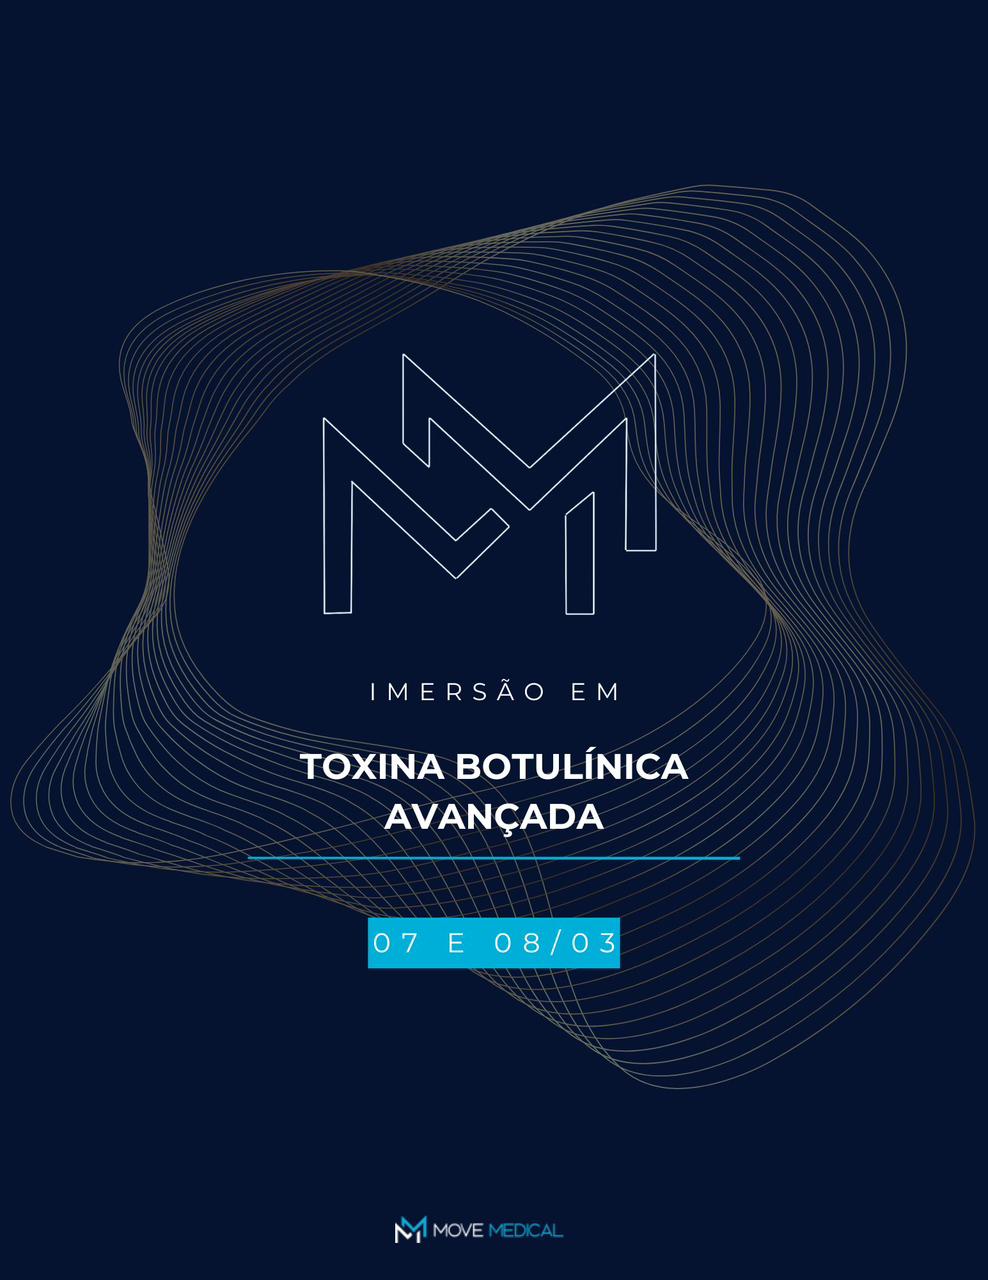 IMERSÃO EM
TOXINA BOTULÍNICA
AVANÇADA
07 E 08/03
MOVE MEDICAL